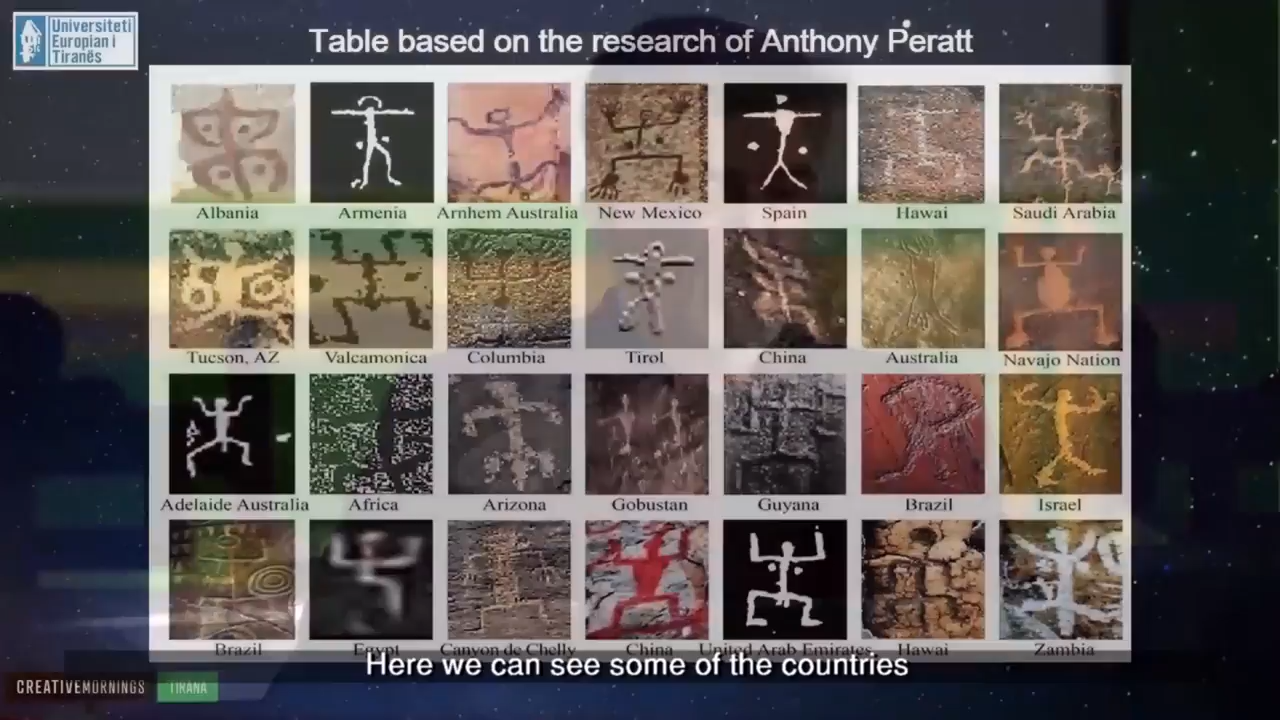 Universiteti
Europian i
Tiranës
Table based on the research of Anthony Peratt
Albania Armenia Arnhem Australia New Mexico Spain Hawai Saudi Arabia
Tucson, AZ Valcamonica Columbia Tirol China Australia Navajo Nation
Adelaide Australia Africa Arizona Gobustan Guyana Brazil Israel
Brazil Egypt Canyon de Chelly China United Arab Emirates Hawai Zambia
Here we can see some of the countries
CREATIVEMORNINGS TIRANA